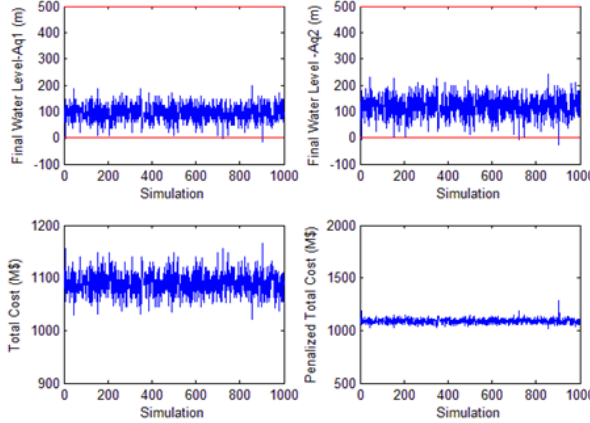 Final Water Level-Aq1 (m)
500
400
300
200
100
0
-100
0 200 400 600 800 1000
Simulation
Final Water Level -Aq2 (m)
500
400
300
200
100
0
-100
0 200 400 600 800 1000
Simulation
Total Cost (M$)
1200
1100
1000
900
0 200 400 600 800 1000
Simulation
Penalized Total Cost (M$)
2000
1500
1000
500
0 200 400 600 800 1000
Simulation